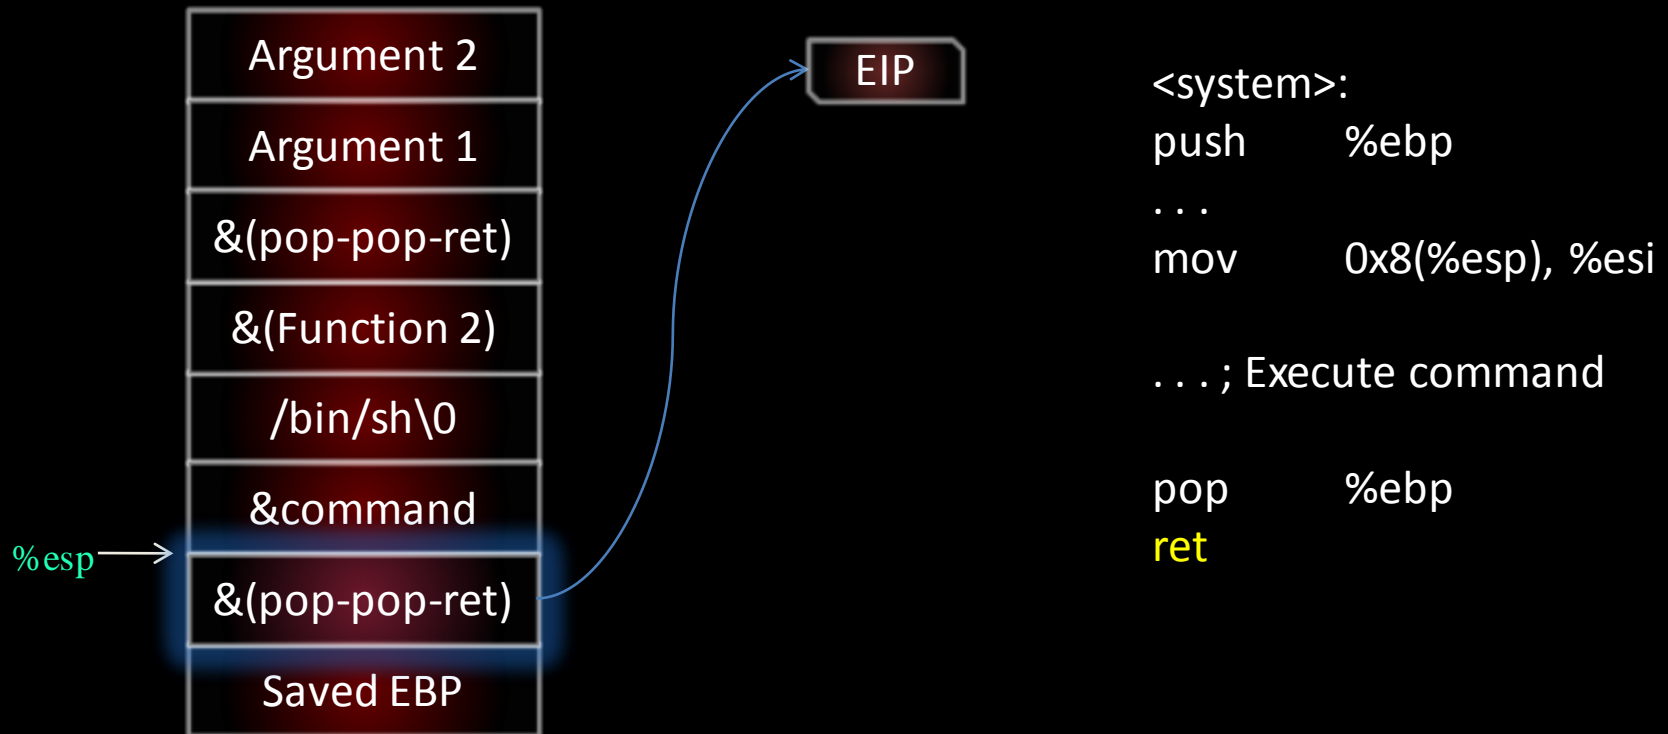 Argument 2
Argument 1
&(pop-pop-ret)
&(Function 2)
/bin/sh\0
&command
%esp
&(pop-pop-ret)
Saved EBP
EIP
<system>:
push %ebp
. . .
mov 0x8(%esp), %esi
. . . ; Execute command
pop %ebp
ret